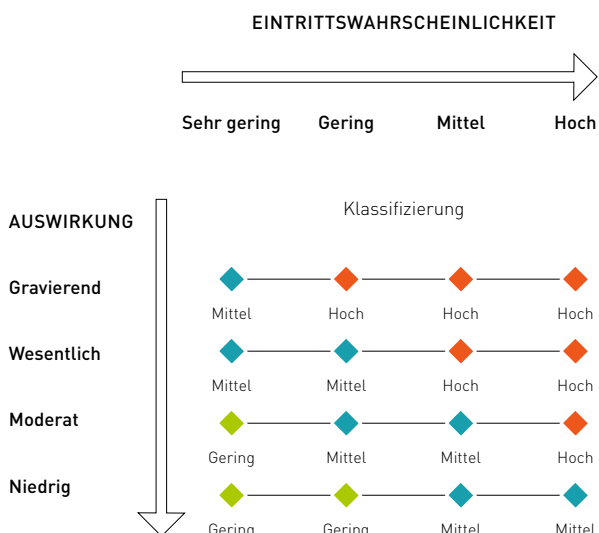 EINTRITTSWAHRSCHEINLICHKEIT
Sehr gering Gering Mittel Hoch
AUSWIRKUNG
Klassifizierung
Gravierend
Mittel Hoch Hoch Hoch
Wesentlich
Mittel Mittel Hoch Hoch
Moderat
Gering Mittel Mittel Hoch
Niedrig
Gering Gering Mittel Mittel